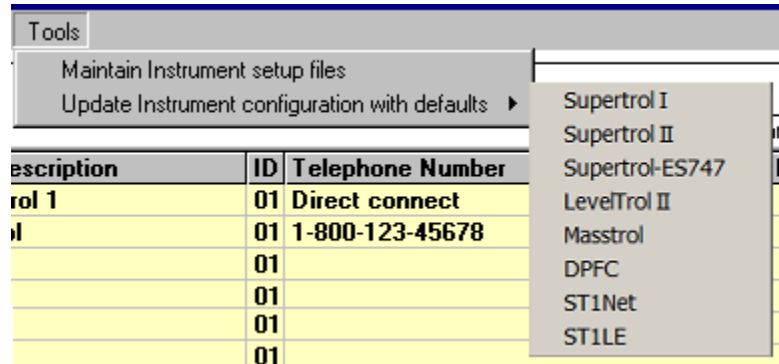 Tools
Maintain Instrument setup files
Update Instrument configuration with defaults
Supertrol I
Supertrol II
Supertrol-ES747
LevelTrol II
Masstrol
DPFC
ST1Net
ST1LE
escription ID Telephone Number
rol 1 01 Direct connect
ol 01 1-800-123-45678
01
01
01
01